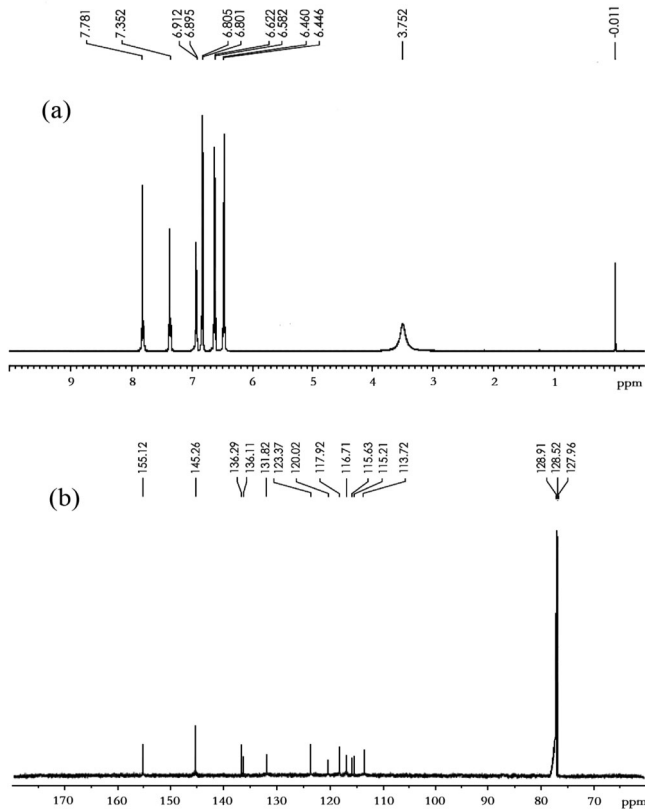 7.781 7.352 6.912 6.895 6.805 6.801 6.622 6.582 6.460 6.446 3.752 -0.011
(a)
9 8 7 6 5 4 3 2 1 ppm
155.12 145.26 136.29 136.11 131.82 123.37 120.02 117.92 116.71 115.63 115.21 113.72 128.91 128.52 127.96
(b)
170 160 150 140 130 120 110 100 90 80 70 ppm